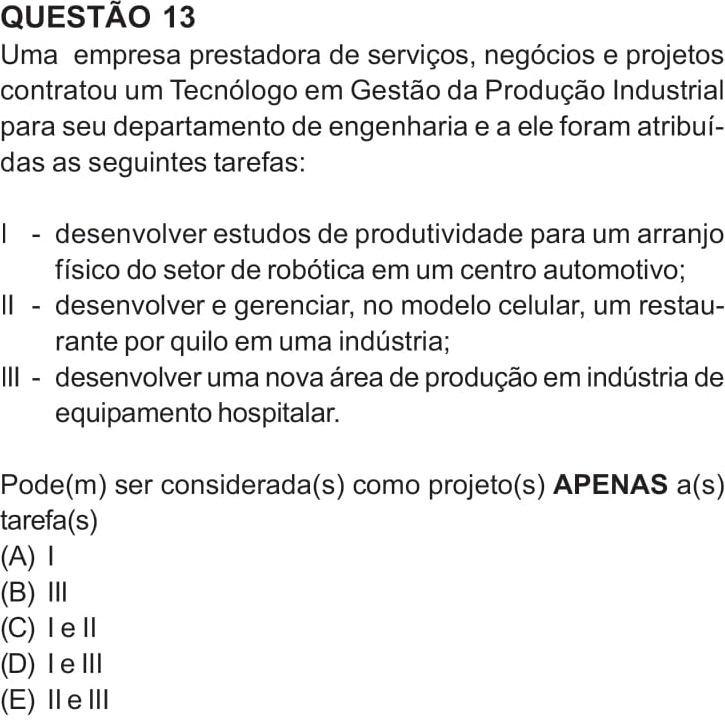 QUESTÃO 13
Uma empresa prestadora de serviços, negócios e projetos
contratou um Tecnólogo em Gestão da Produção Industrial
para seu departamento de engenharia e a ele foram atribuí-
das as seguintes tarefas:
I - desenvolver estudos de produtividade para um arranjo
físico do setor de robótica em um centro automotivo;
II - desenvolver e gerenciar, no modelo celular, um restau-
rante por quilo em uma indústria;
III - desenvolver uma nova área de produção em indústria de
equipamento hospitalar.
Pode(m) ser considerada(s) como projeto(s) APENAS a(s)
tarefa(s)
(A) I
(B) III
(C) I e II
(D) I e III
(E) II e III